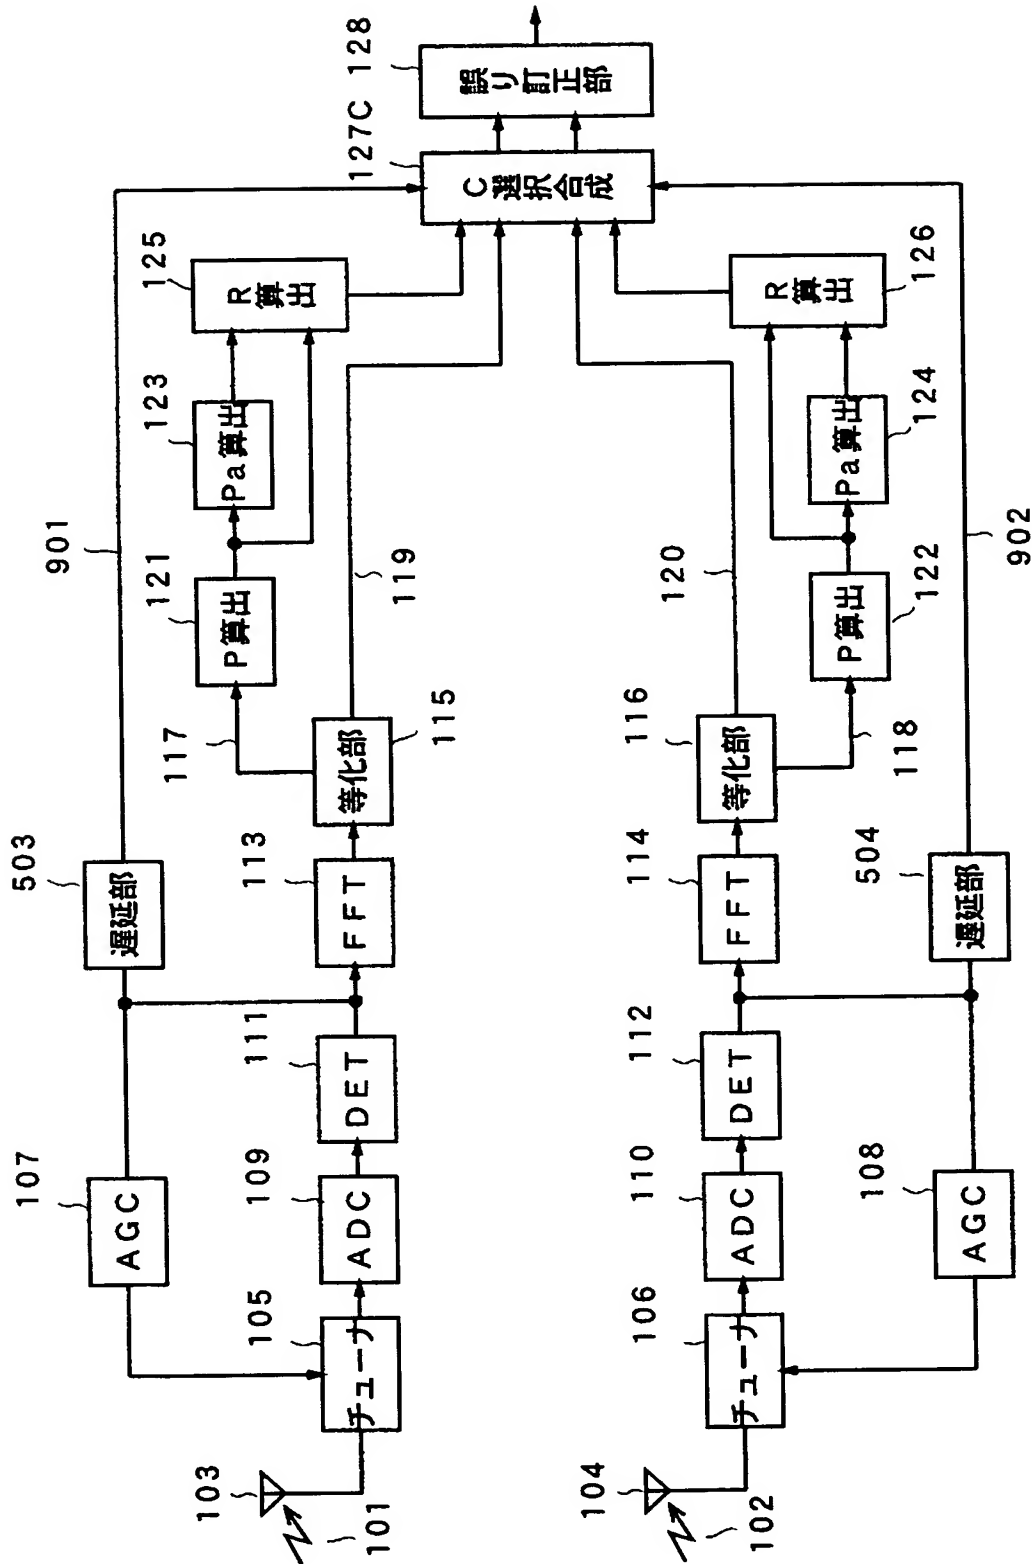 103
101
105
チューナ
107
AGC
109
ADC
111
DET
503
遅延部
113
FFT
115
等化部
117
901
121
P算出
119
123
Pa算出
125
R算出
127C
C選択合成
128
誤り訂正部
104
102
106
チューナ
110
ADC
108
AGC
112
DET
114
FFT
504
遅延部
116
等化部
118
120
122
P算出
902
124
Pa算出
126
R算出